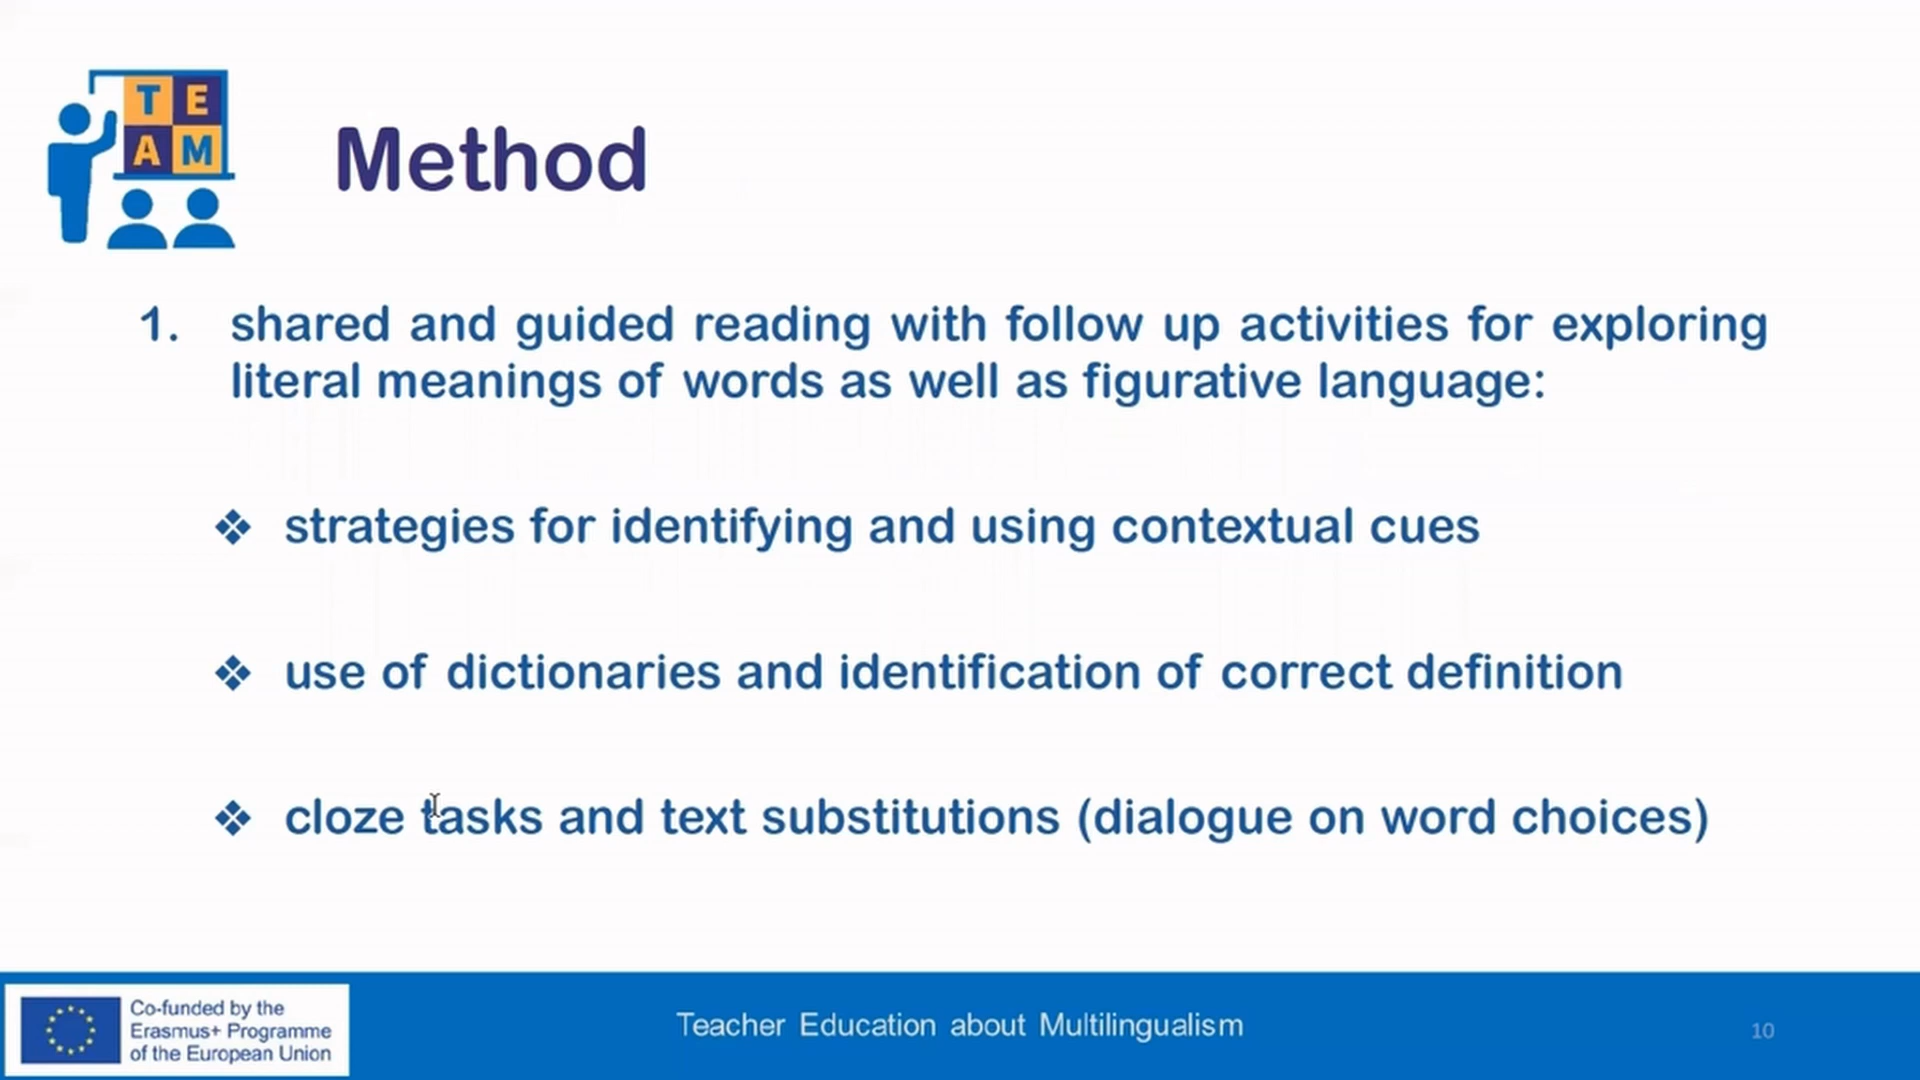 T E
A M
Method
1. shared and guided reading with follow up activities for exploring
literal meanings of words as well as figurative language:
❖ strategies for identifying and using contextual cues
❖ use of dictionaries and identification of correct definition
❖ cloze tasks and text substitutions (dialogue on word choices)
Co-funded by the
Erasmus+ Programme
of the European Union
Teacher Education about Multilingualism
10